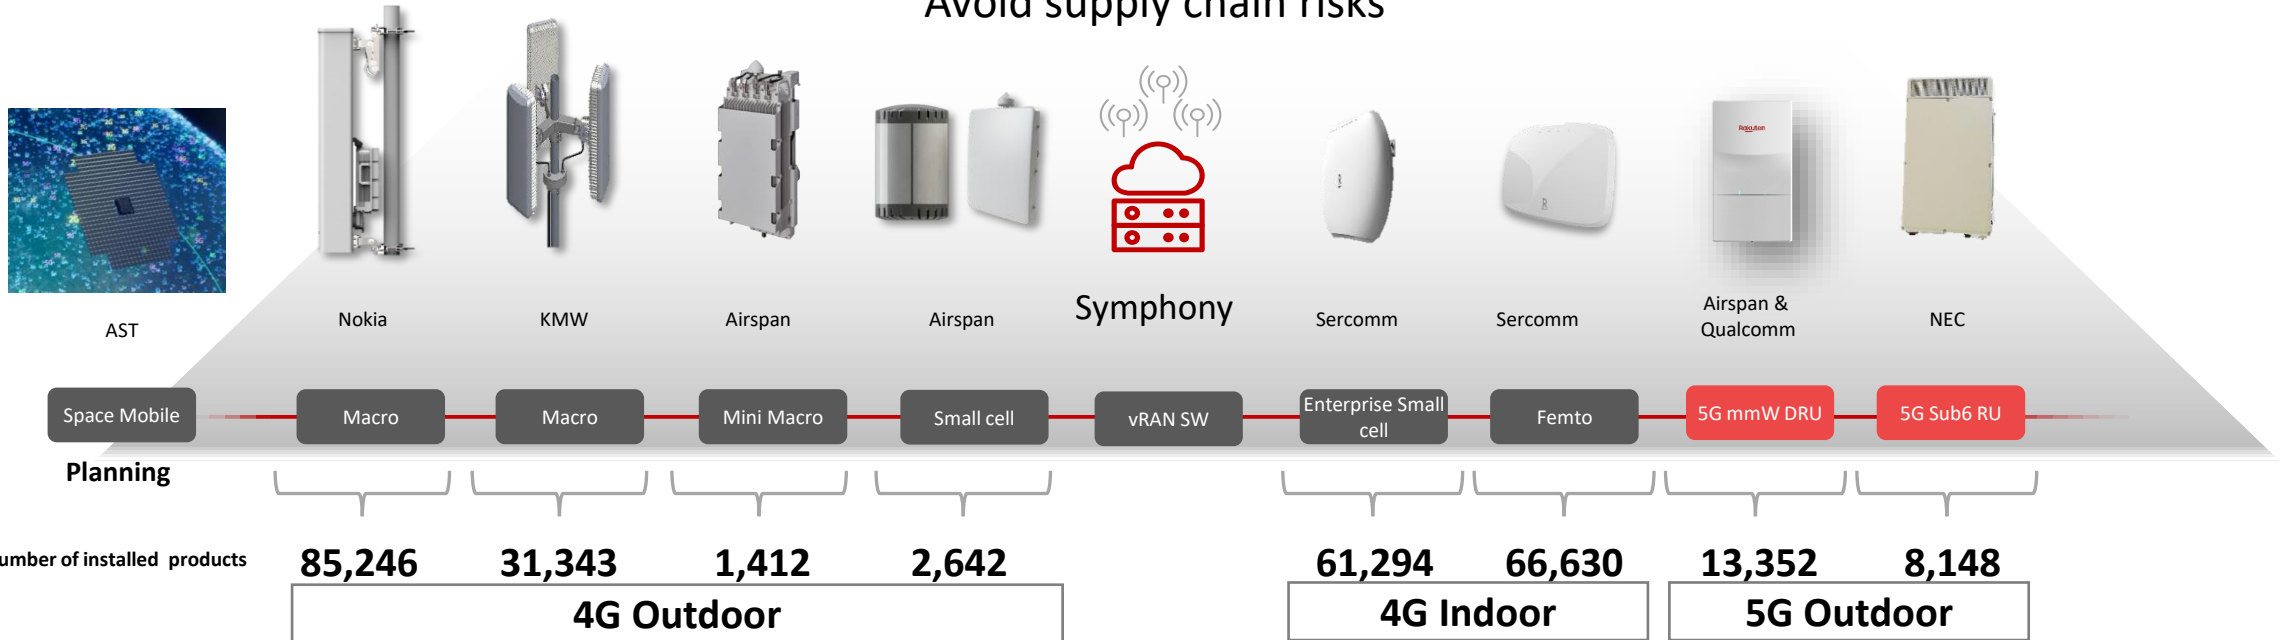 Avoid supply chain risks
Rakuten
AST
Nokia
KMW
Airspan
Airspan
Symphony
Sercomm
Sercomm
Airspan &
Qualcomm
NEC
Space Mobile
Macro
Macro
Mini Macro
Small cell
vRAN SW
Enterprise Small
cell
Femto
5G mmW DRU
5G Sub6 RU
Planning
umber of installed products
85,246
31,343
1,412
2,642
61,294
66,630
13,352
8,148
4G Outdoor
4G Indoor
5G Outdoor